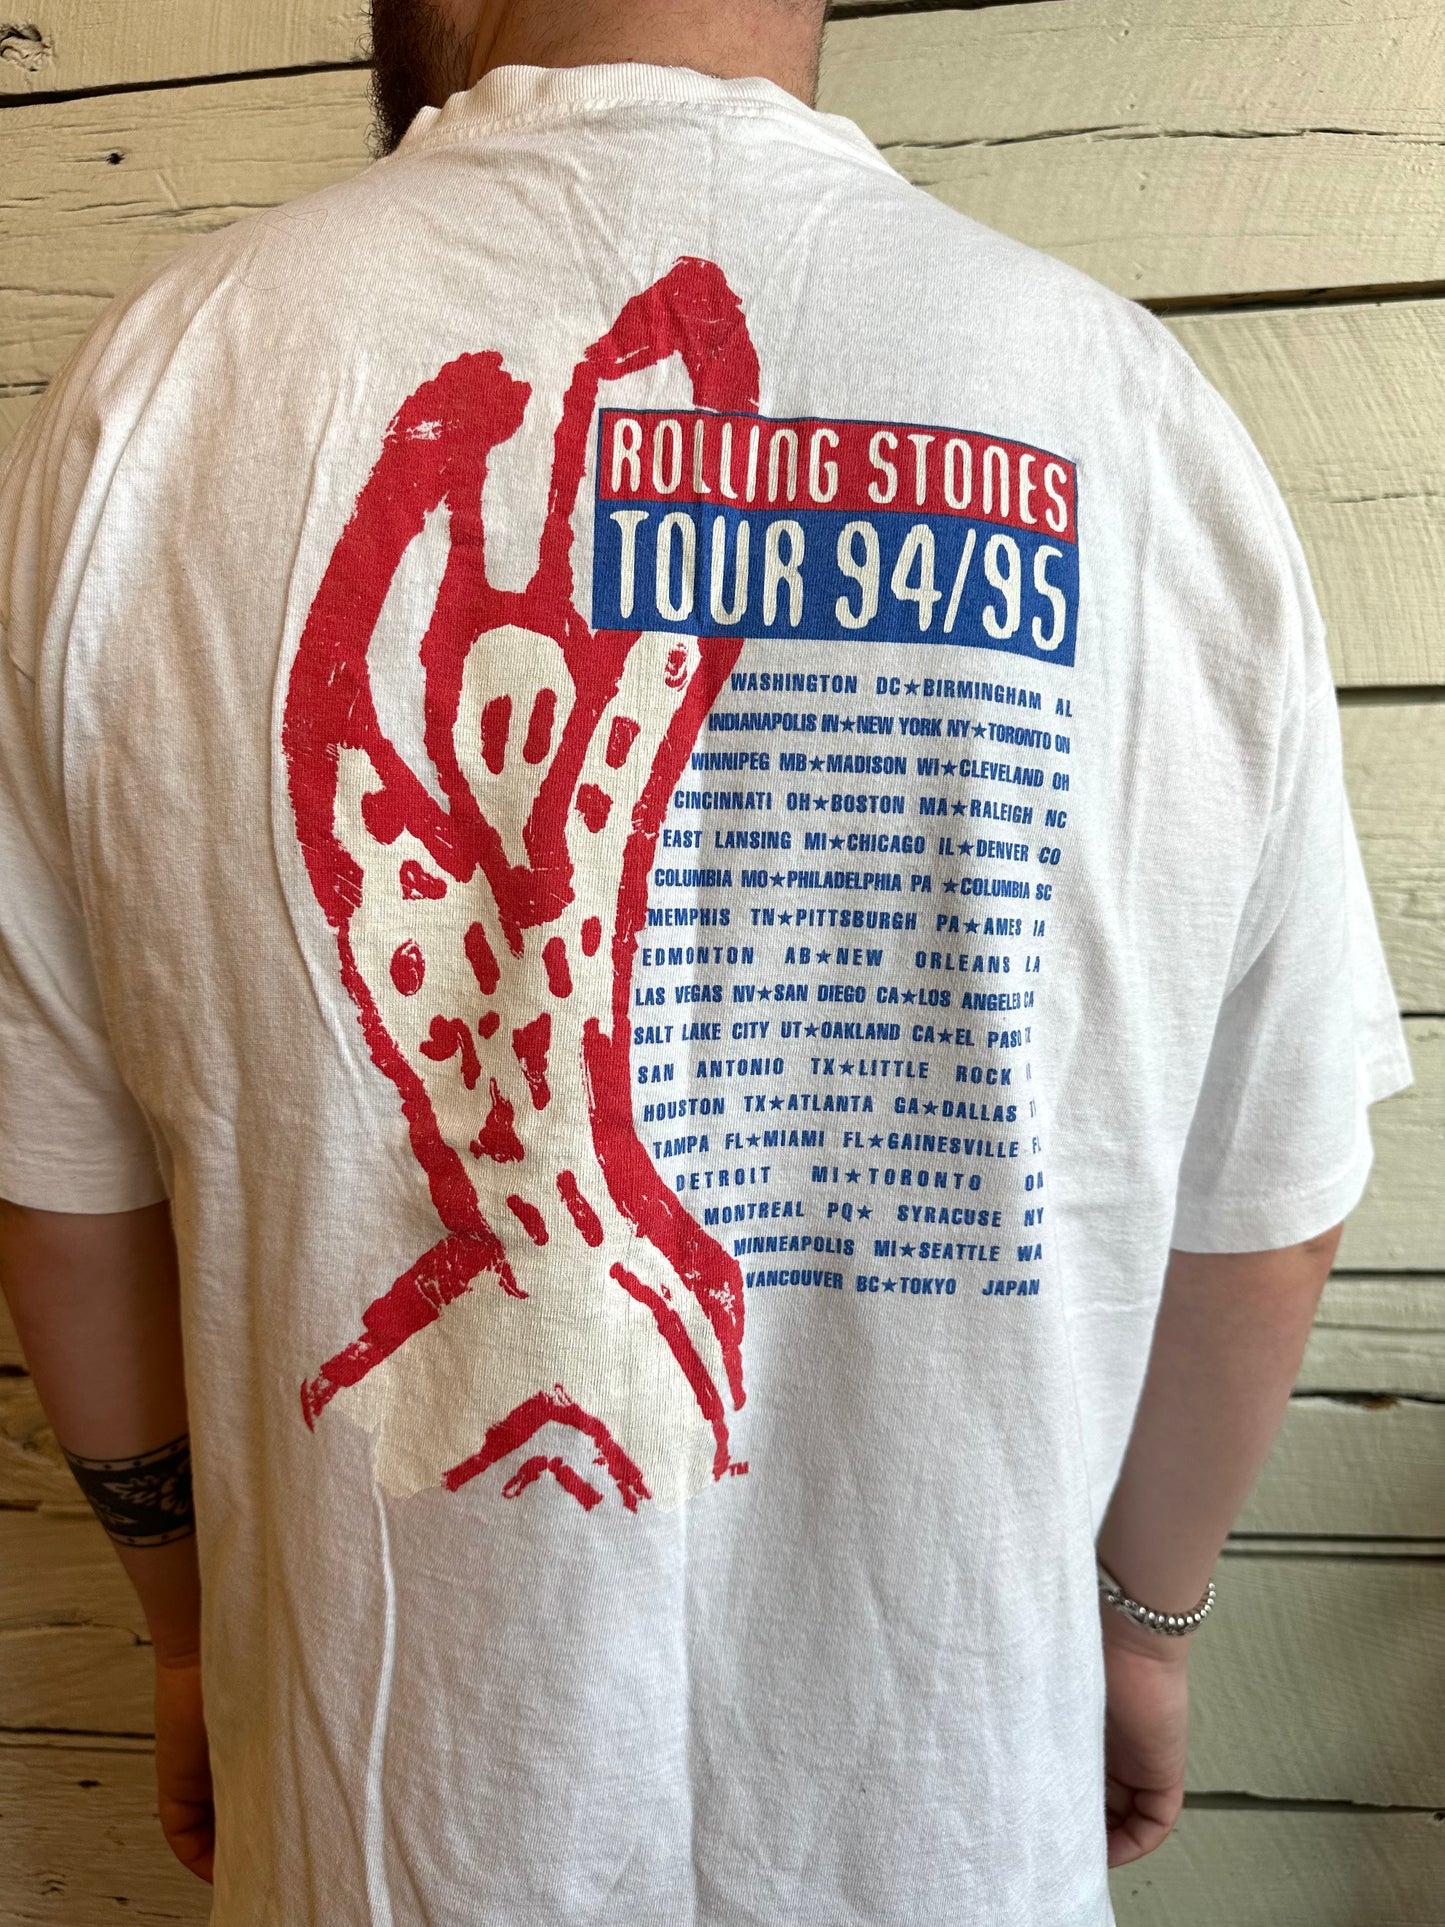 ROLLING STONES
TOUR 94/95
WASHINGTON DC★BIRMINGHAM AL
INDIANAPOLIS IN★NEW YORK NY★TORONTO ON
WINNIPEG MB★MADISON WI★CLEVELAND OH
CINCINNATI OH★BOSTON MA★RALEIGH NC
EAST LANSING MI★CHICAGO IL★DENVER CO
COLUMBIA MO★PHILADELPHIA PA ★COLUMBIA SC
MEMPHIS TN★PITTSBURGH PA★AMES IA
EDMONTON AB★NEW ORLEANS LA
LAS VEGAS NV★SAN DIEGO CA★LOS ANGELES CA
SALT LAKE CITY UT★OAKLAND CA★EL PASO TX
SAN ANTONIO TX★LITTLE ROCK
HOUSTON TX★ATLANTA GA★DALLAS
TAMPA FL★MIAMI FL★GAINESVILLE FL
DETROIT MI★TORONTO ON
MONTREAL PQ★ SYRACUSE NY
MINNEAPOLIS MI★SEATTLE WA
VANCOUVER BC★TOKYO JAPAN
TM